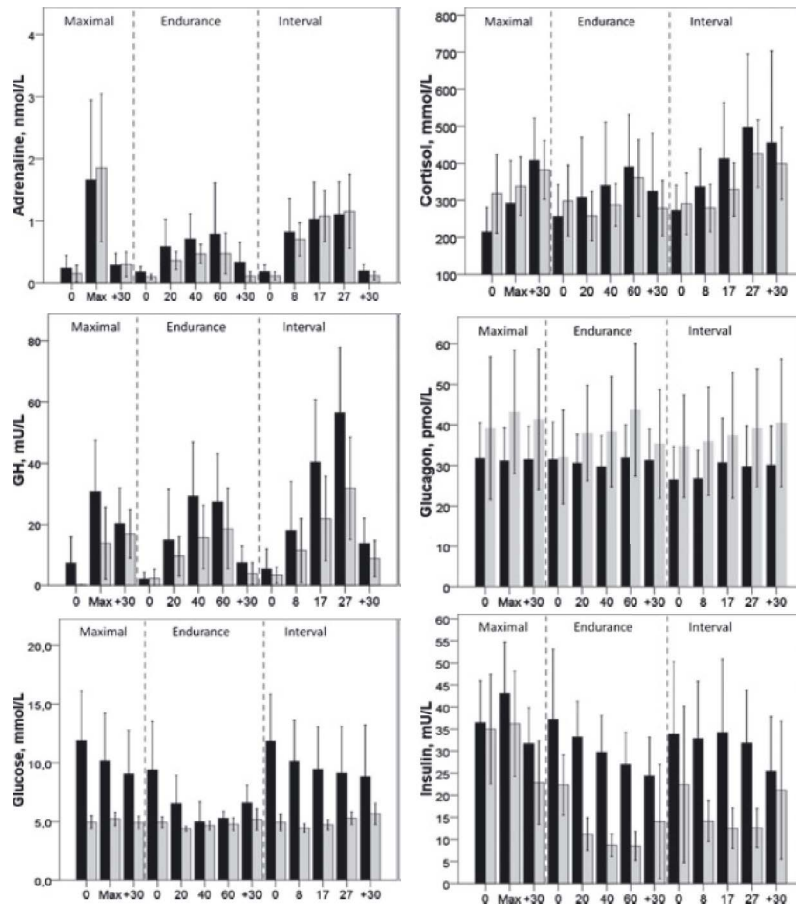 Maximal Endurance Interval
Adrenaline, nmol/L
4
3
2
1
0
0 Max +30 0 20 40 60 +30 0 8 17 27 +30
Maximal Endurance Interval
Cortisol, mmol/L
800
700
600
500
400
300
200
100
0 Max +30 0 20 40 60 +30 0 8 17 27 +30
Maximal Endurance Interval
GH, mU/L
80
60
40
20
0
0 Max +30 0 20 40 60 +30 0 8 17 27 +30
Maximal Endurance Interval
Glucagon, pmol/L
60
50
40
30
20
10
0
0 Max +30 0 20 40 60 +30 0 8 17 27 +30
Maximal Endurance Interval
Glucose, mmol/L
20,0
15,0
10,0
5,0
0,0
0 Max +30 0 20 40 60 +30 0 8 17 27 +30
Maximal Endurance Interval
Insulin, mU/L
60
55
50
45
40
35
30
25
20
15
10
5
0
0 Max +30 0 20 40 60 +30 0 8 17 27 +30